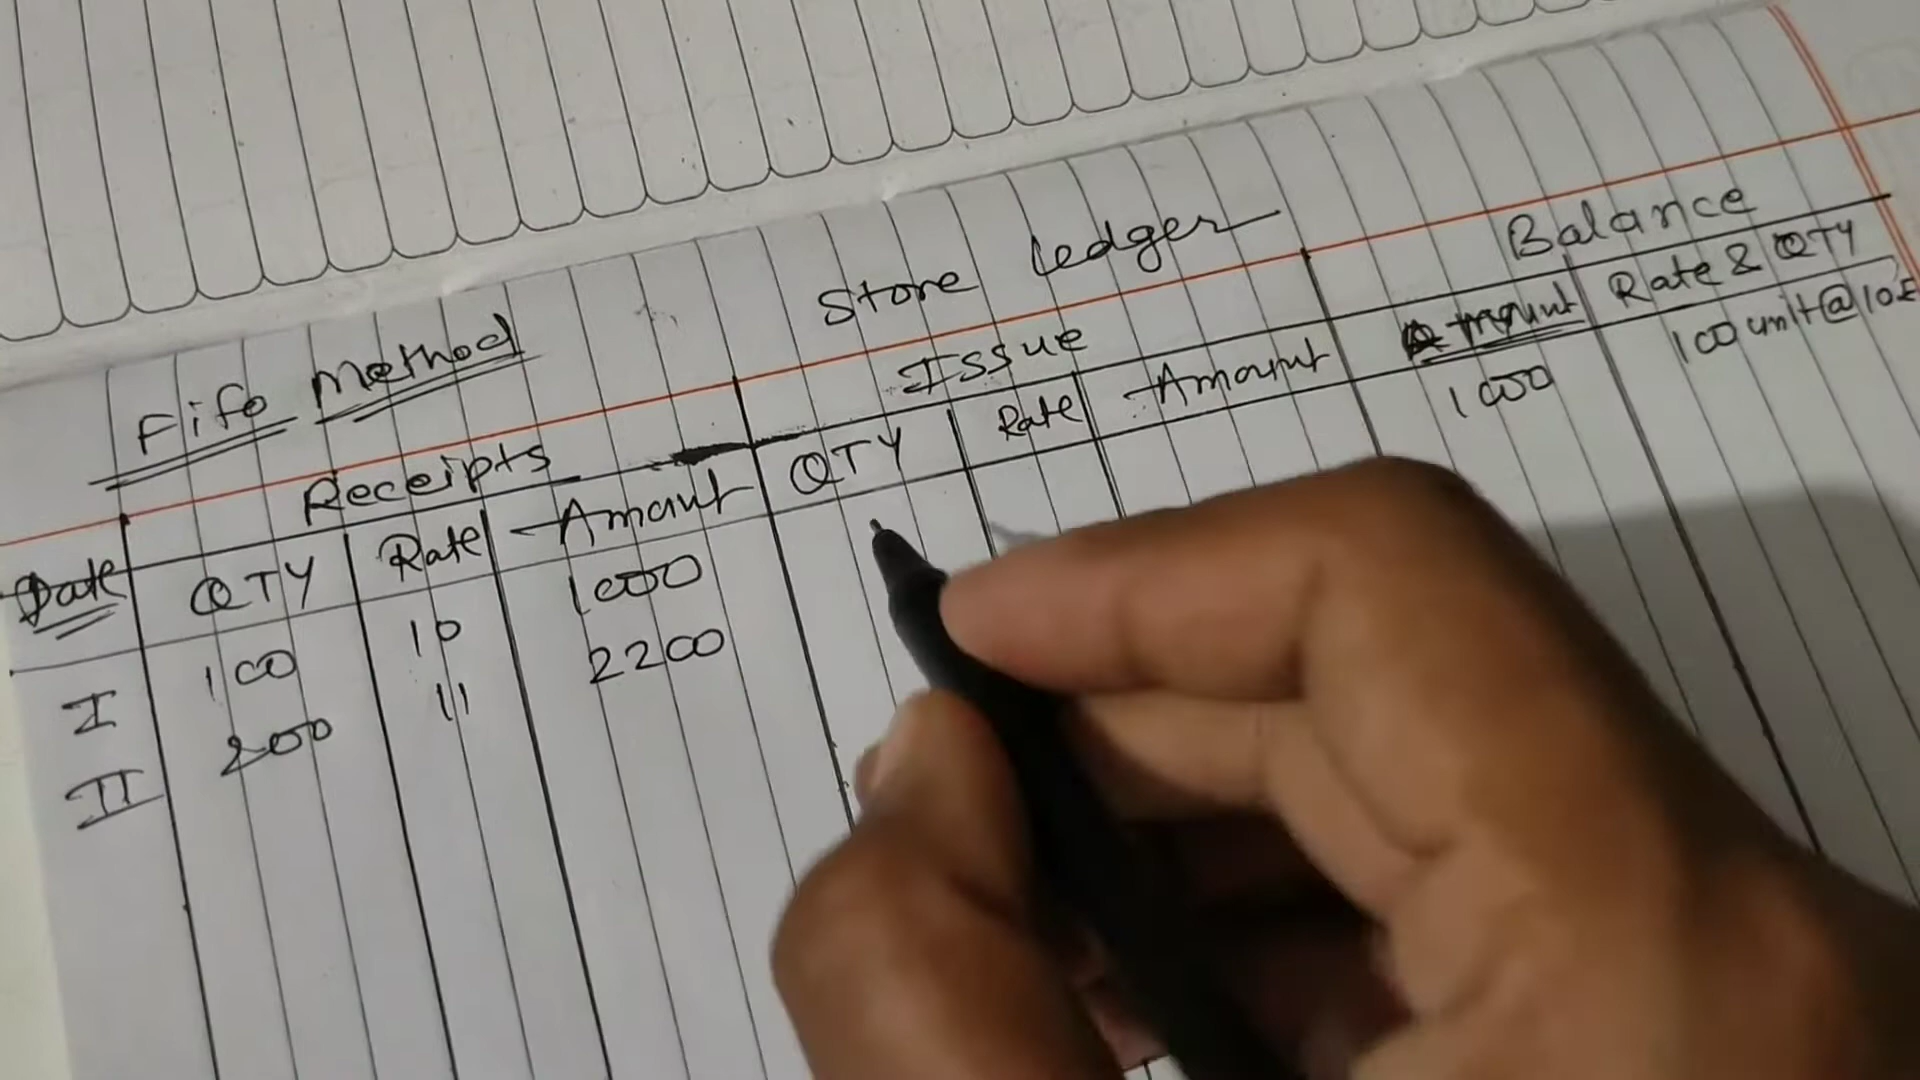 Fifo Method
Store Ledger
Receipts Issue Balance
Date QTY Rate Amount QTY Rate Amount Amount Rate & QTY
I 100 10 1000 1000 100 unit @ 10£
II 200 11 2200